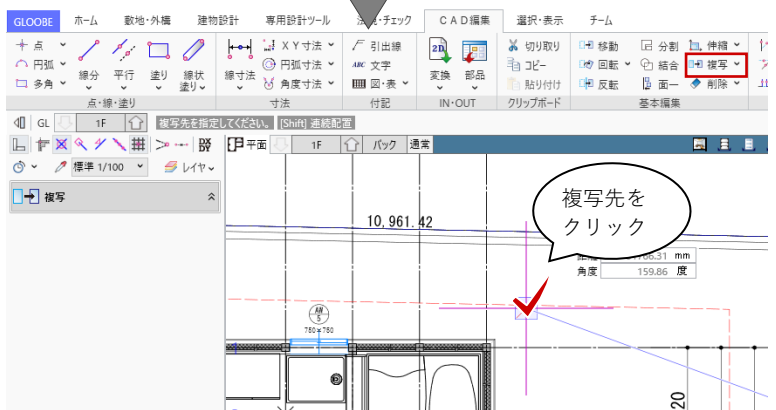 GLOOBE ホーム 敷地・外構 建物設計 専用設計ツール チェック CAD編集 選択・表示 チーム
点 XY寸法 引出線 切り取り 移動 分割 伸縮
円弧 線分 平行 塗り 線状塗り 線寸法 円弧寸法 ABC 文字 2D 変換 部品 コピー 回転 結合 複写
多角 角度寸法 図・表 貼り付け 反転 面一 削除
点・線・塗り 寸法 付記 IN・OUT クリップボード 基本編集
GL 1F 複写先を指定してください。 [Shift] 連続配置
平面 1F バック 通常
標準 1/100 レイヤ
複写
複写先を
クリック
10,961.42
66.31 mm
角度 159.86 度
AW
5
750×750
20